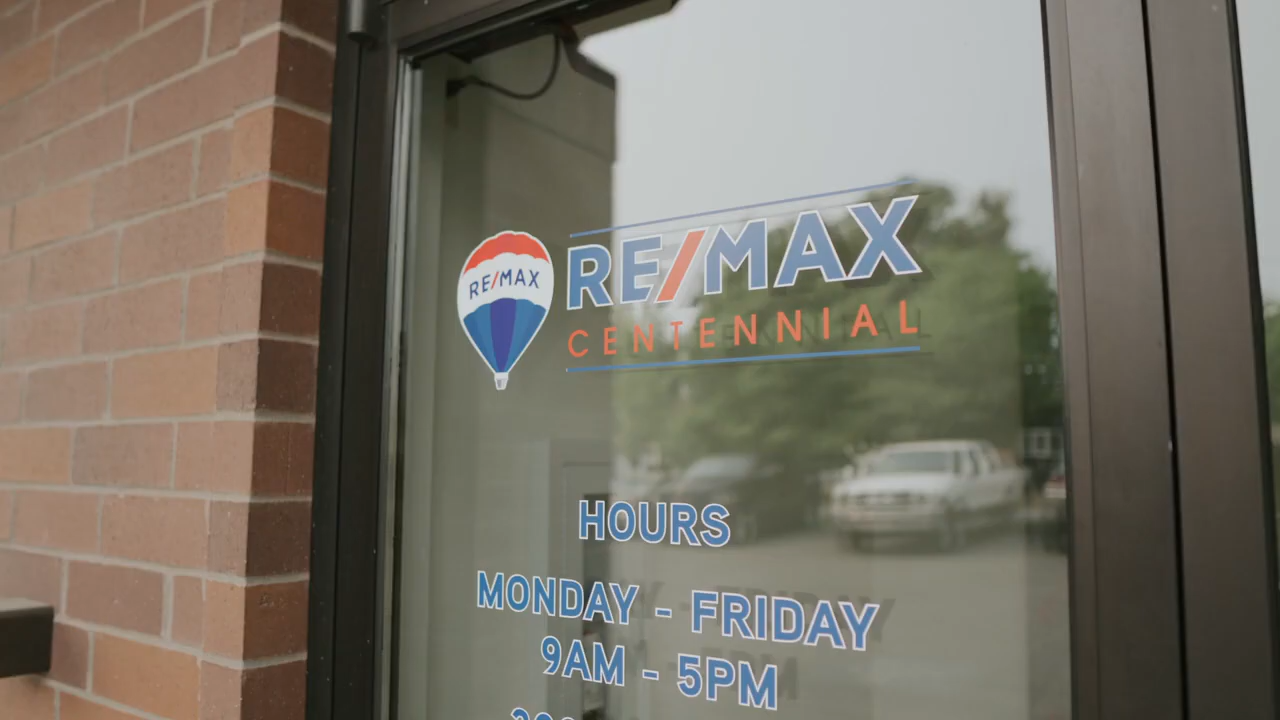 RE/MAX
RE/MAX
CENTENNIAL
HOURS
MONDAY - FRIDAY
9AM - 5PM